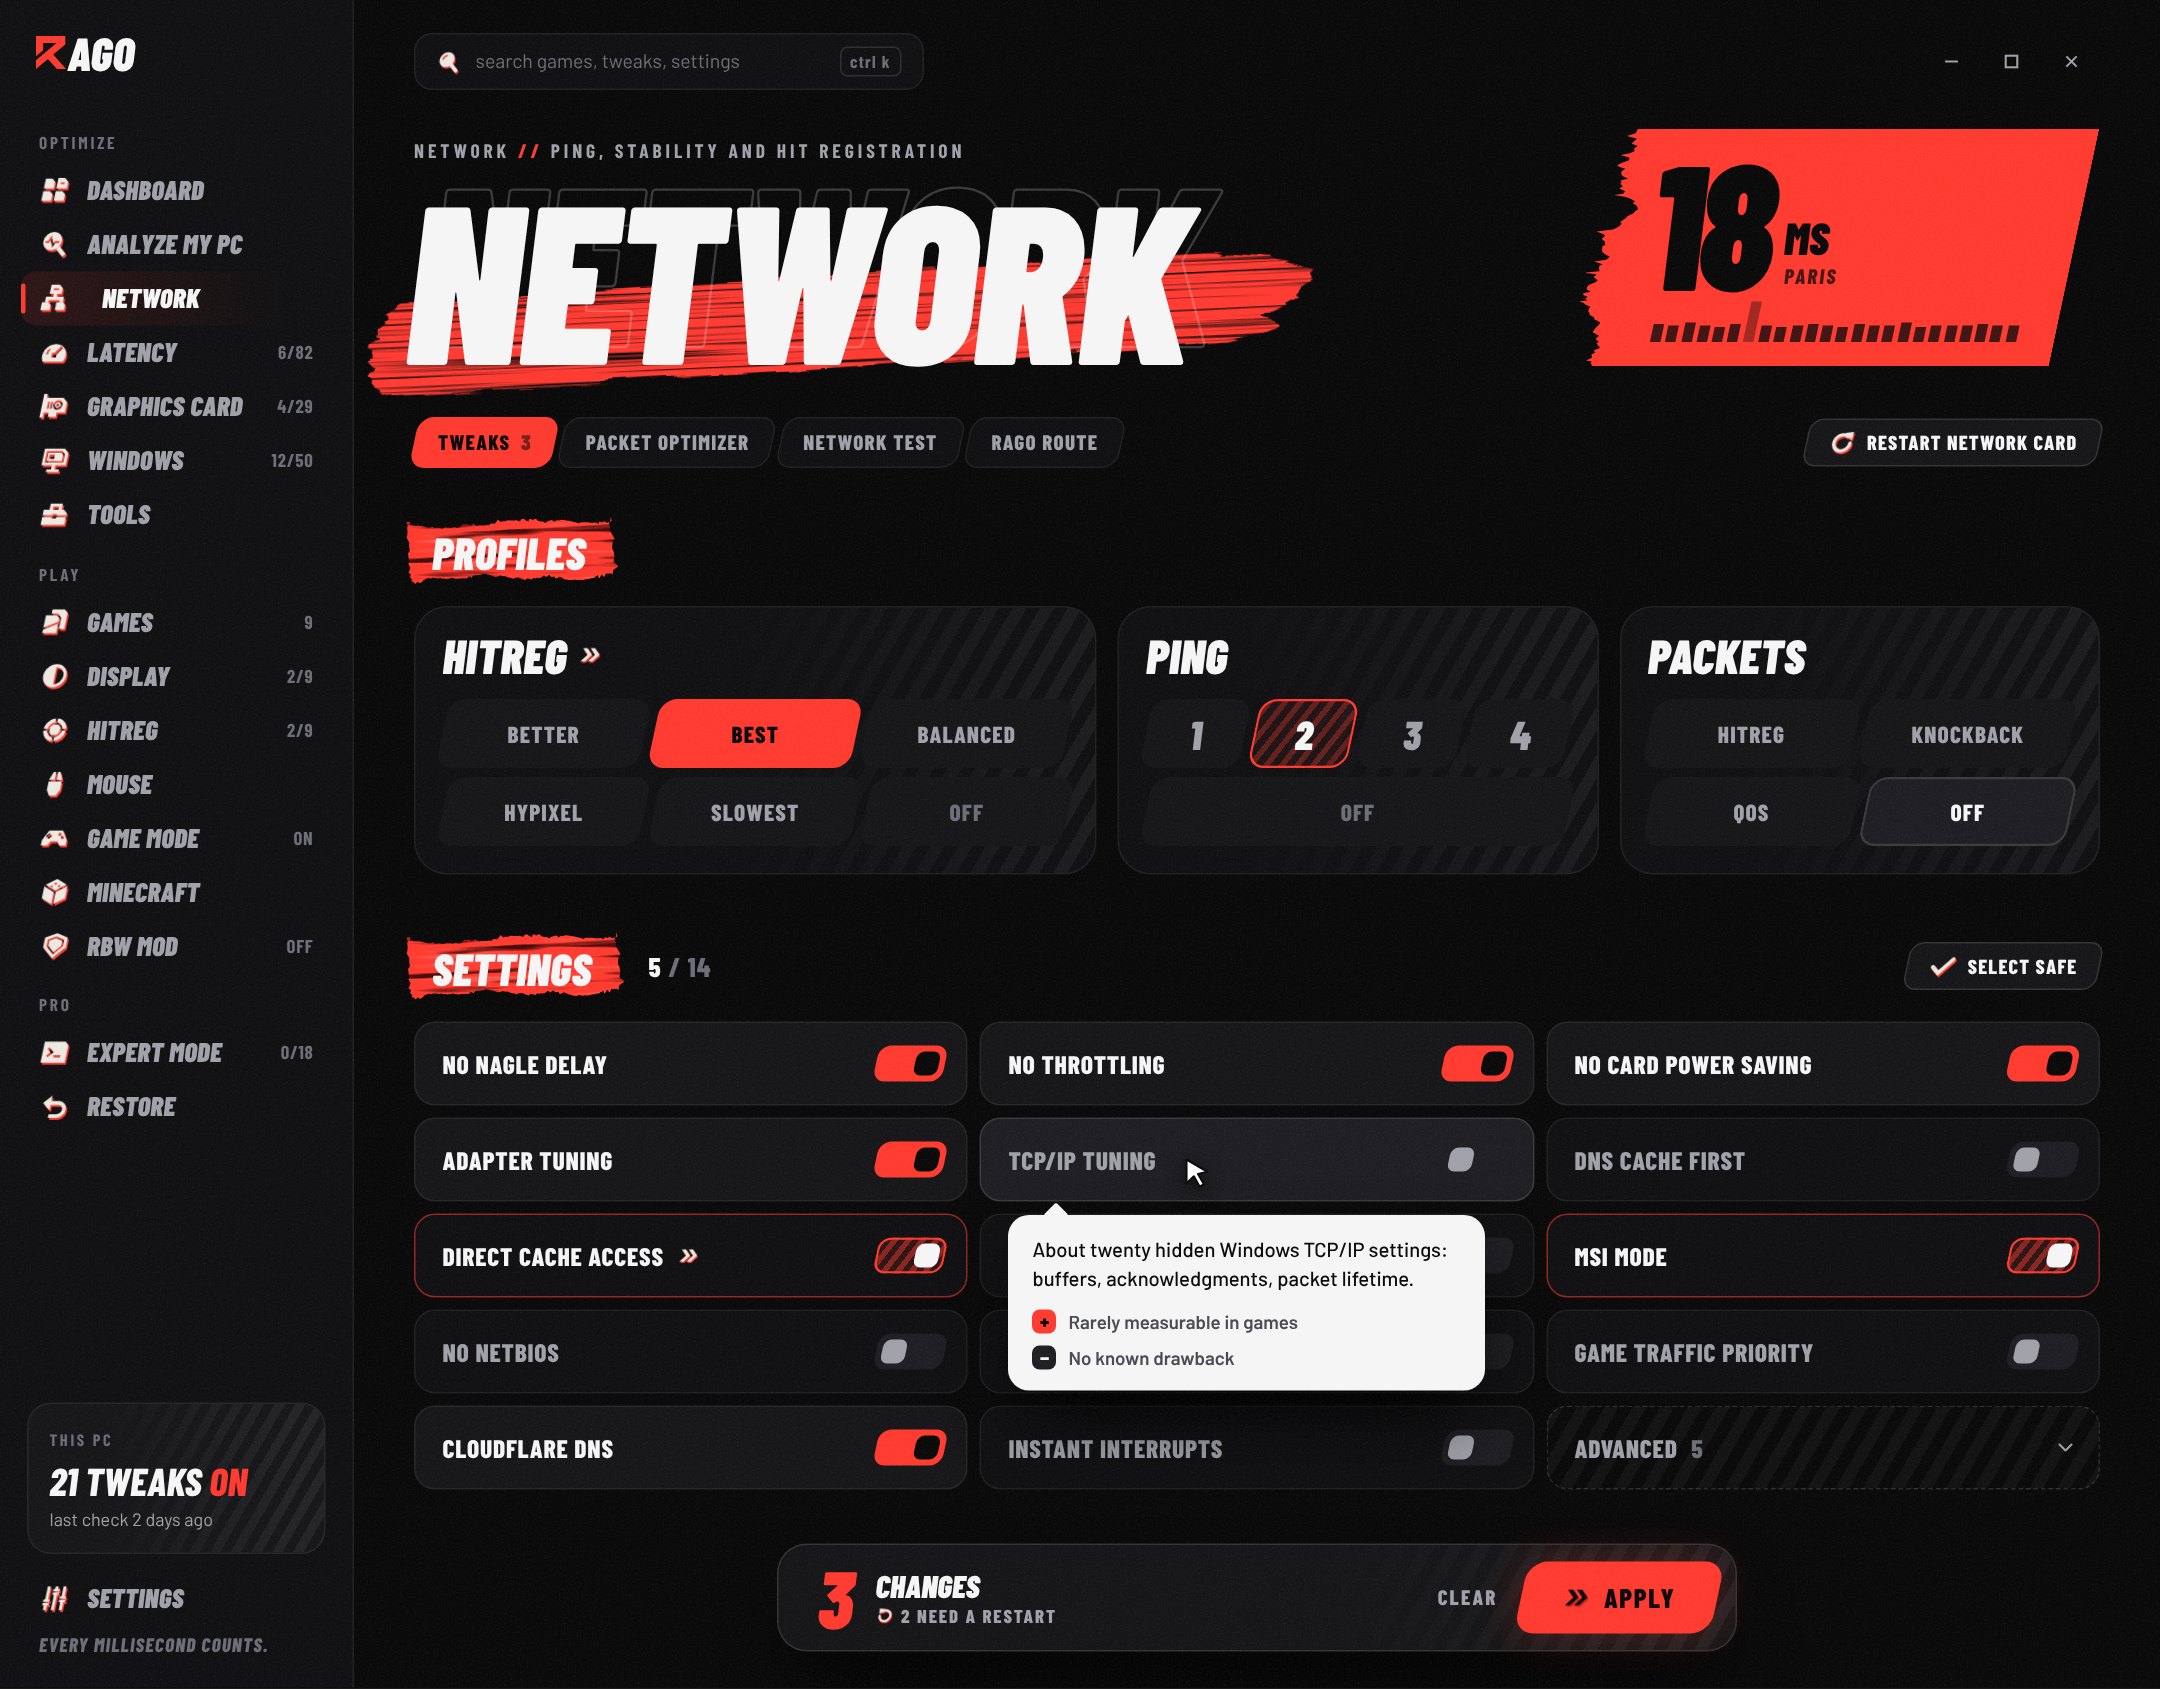 RAGO
search games, tweaks, settings
ctrl k
OPTIMIZE
DASHBOARD
ANALYZE MY PC
NETWORK
LATENCY 6/82
GRAPHICS CARD 4/29
WINDOWS 12/50
TOOLS
PLAY
GAMES 9
DISPLAY 2/9
HITREG 2/9
MOUSE
GAME MODE ON
MINECRAFT
RBW MOD OFF
PRO
EXPERT MODE 0/18
RESTORE
THIS PC
21 TWEAKS ON
last check 2 days ago
SETTINGS
EVERY MILLISECOND COUNTS.
NETWORK // PING, STABILITY AND HIT REGISTRATION
NETWORK
18 MS
PARIS
TWEAKS 3
PACKET OPTIMIZER
NETWORK TEST
RAGO ROUTE
RESTART NETWORK CARD
PROFILES
HITREG
BETTER
BEST
BALANCED
HYPIXEL
SLOWEST
OFF
PING
1
2
3
4
OFF
PACKETS
HITREG
KNOCKBACK
QOS
OFF
SETTINGS
5 / 14
SELECT SAFE
NO NAGLE DELAY
NO THROTTLING
NO CARD POWER SAVING
ADAPTER TUNING
TCP/IP TUNING
DNS CACHE FIRST
DIRECT CACHE ACCESS
About twenty hidden Windows TCP/IP settings:
buffers, acknowledgments, packet lifetime.
+ Rarely measurable in games
- No known drawback
MSI MODE
NO NETBIOS
GAME TRAFFIC PRIORITY
CLOUDFLARE DNS
INSTANT INTERRUPTS
ADVANCED 5
3 CHANGES
2 NEED A RESTART
CLEAR
APPLY